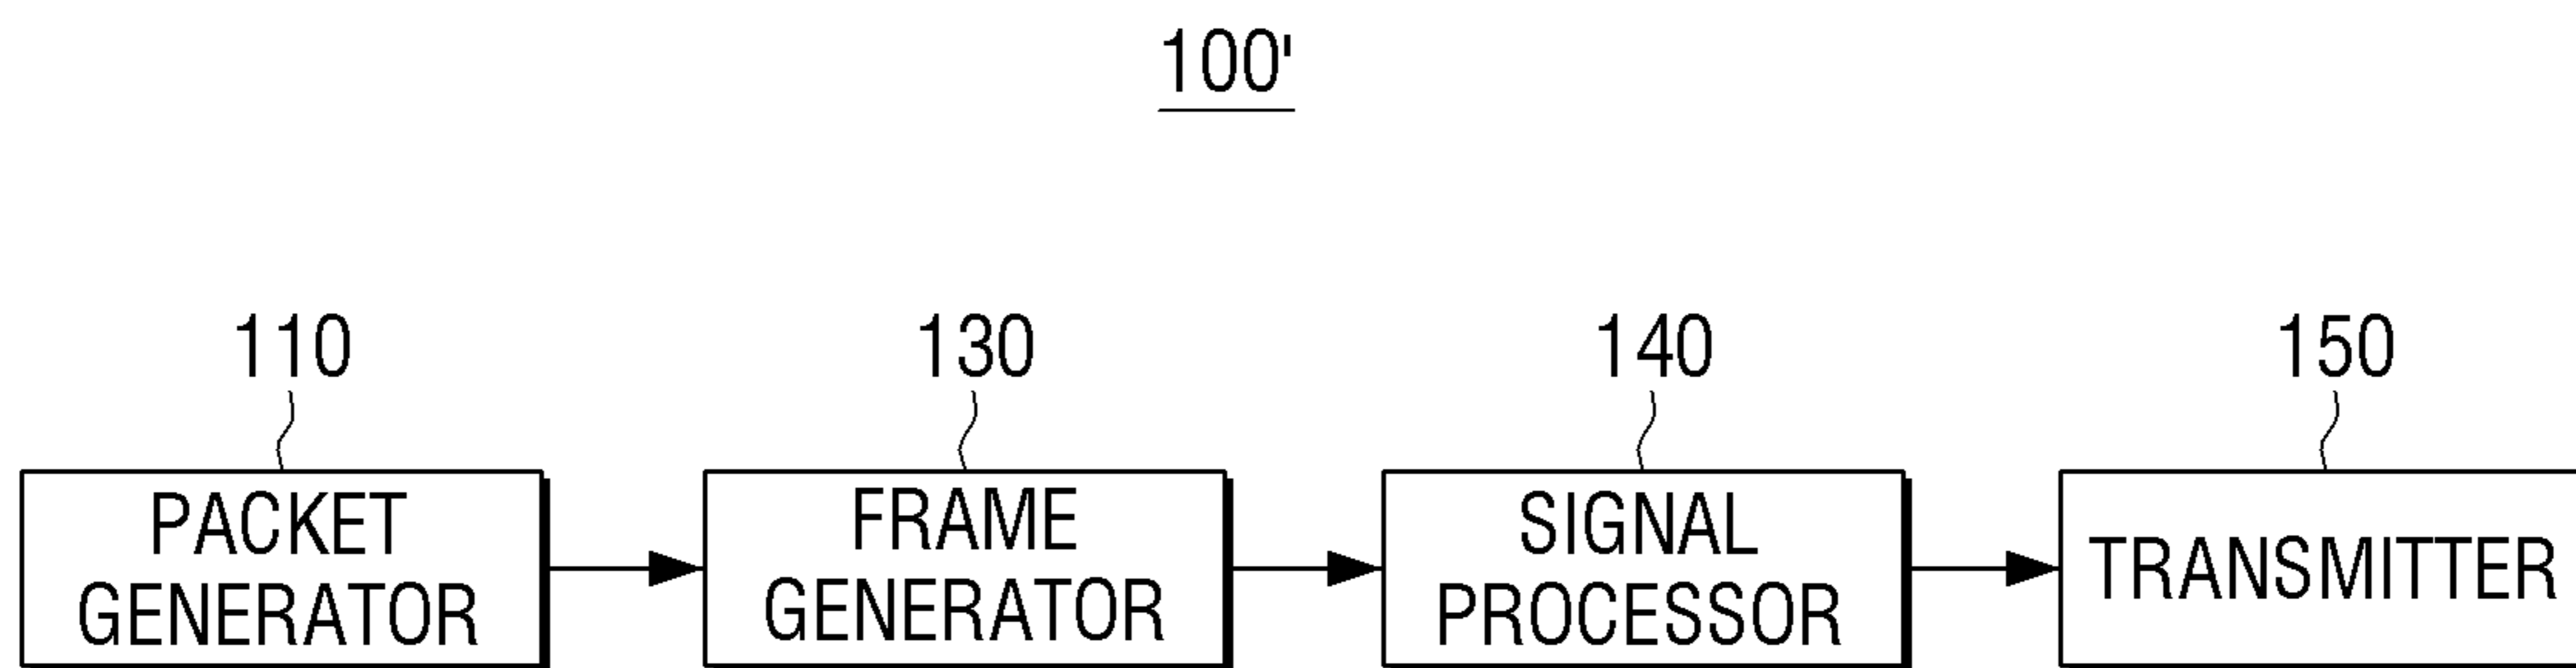 100'
110
130
140
150
PACKET
GENERATOR
FRAME
GENERATOR
SIGNAL
PROCESSOR
TRANSMITTER